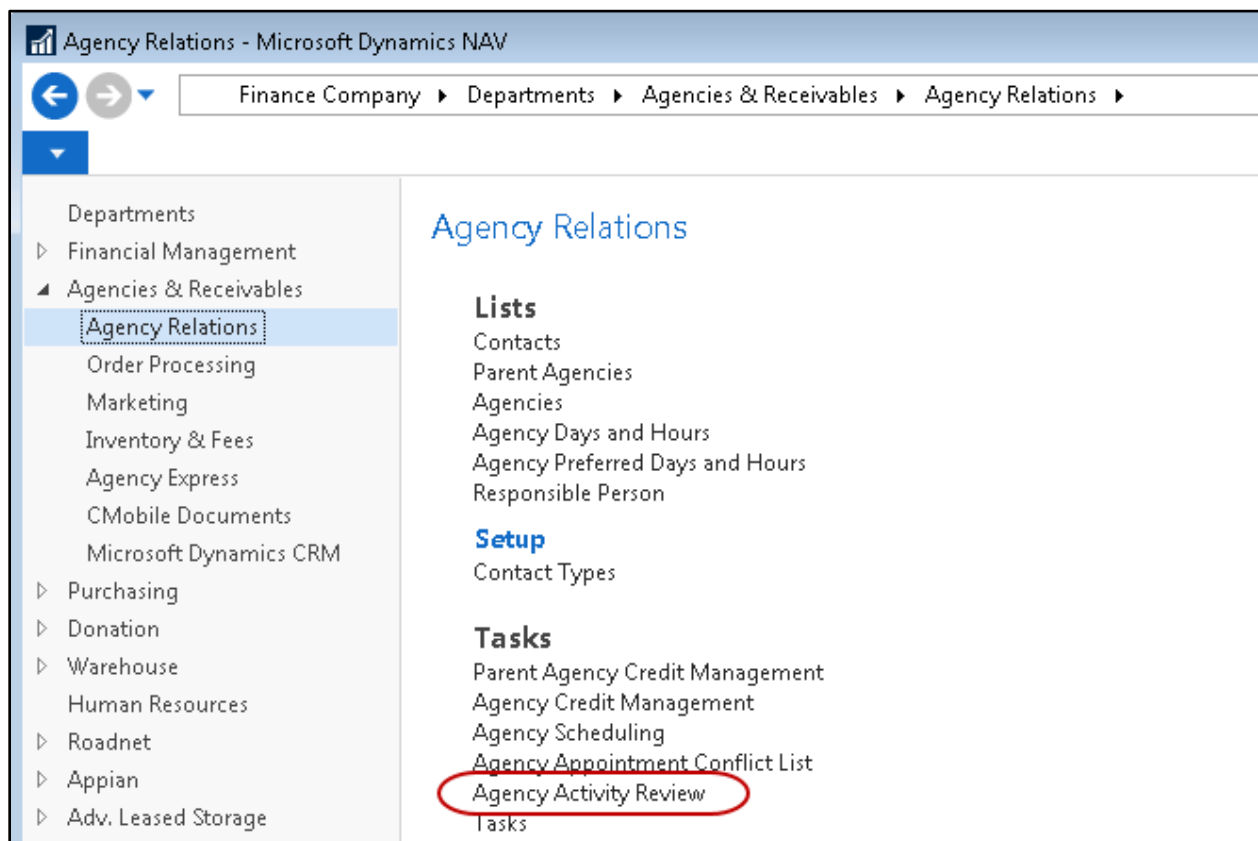 Agency Relations - Microsoft Dynamics NAV
Finance Company ▸ Departments ▸ Agencies & Receivables ▸ Agency Relations ▸
Departments
Financial Management
Agencies & Receivables
Agency Relations
Order Processing
Marketing
Inventory & Fees
Agency Express
CMobile Documents
Microsoft Dynamics CRM
Purchasing
Donation
Warehouse
Human Resources
Roadnet
Appian
Adv. Leased Storage
Agency Relations
Lists
Contacts
Parent Agencies
Agencies
Agency Days and Hours
Agency Preferred Days and Hours
Responsible Person
Setup
Contact Types
Tasks
Parent Agency Credit Management
Agency Credit Management
Agency Scheduling
Agency Appointment Conflict List
Agency Activity Review
Tasks